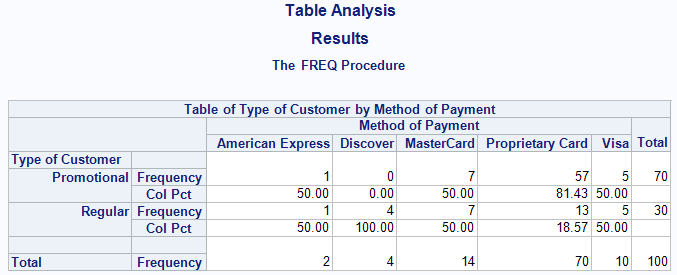 Table Analysis
Results
The FREQ Procedure
Table of Type of Customer by Method of Payment
Method of Payment
American Express Discover MasterCard Proprietary Card Visa Total
Type of Customer
Promotional Frequency 1 0 7 57 5 70
Col Pct 50.00 0.00 50.00 81.43 50.00
Regular Frequency 1 4 7 13 5 30
Col Pct 50.00 100.00 50.00 18.57 50.00
Total Frequency 2 4 14 70 10 100